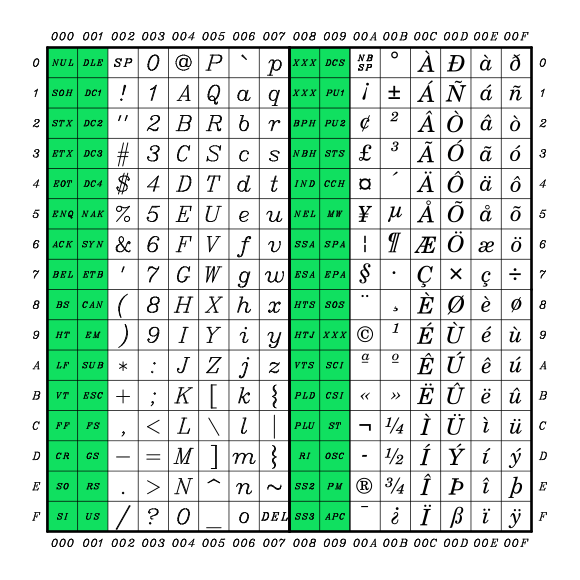 000 001 002 003 004 005 006 007 008 009 00A 00B 00C 00D 00E 00F
0 NUL DLE SP 0 @ P ` p XXX DCS NB SP ° À Ð à ð 0
1 SOH DC1 ! 1 A Q a q XXX PU1 ¡ ± Á Ñ á ñ 1
2 STX DC2 " 2 B R b r BPH PU2 ¢ ² Â Ò â ò 2
3 ETX DC3 # 3 C S c s NBH STS £ ³ Ã Ó ã ó 3
4 EOT DC4 $ 4 D T d t IND CCH ¤ ´ Ä Ô ä ô 4
5 ENQ NAK % 5 E U e u NEL MW ¥ µ Å Õ å õ 5
6 ACK SYN & 6 F V f v SSA SPA ¦ ¶ Æ Ö æ ö 6
7 BEL ETB ' 7 G W g w ESA EPA § · Ç × ç ÷ 7
8 BS CAN ( 8 H X h x HTS SOS ¨ ¸ È Ø è ø 8
9 HT EM ) 9 I Y i y HTJ XXX © ¹ É Ù é ù 9
A LF SUB * : J Z j z VTS SCI ª º Ê Ú ê ú A
B VT ESC + ; K [ k { PLD CSI « » Ë Û ë û B
C FF FS , < L \ l | PLU ST ¬ ¼ Ì Ü ì ü C
D CR GS − = M ] m { RI OSC - ½ Í Ý í ý D
E SO RS . > N ^ n ~ SS2 PM ® ¾ Î Þ î þ E
F SI US / ? O _ o DEL SS3 APC ¯ ¿ Ï ß ï ÿ F
000 001 002 003 004 005 006 007 008 009 00A 00B 00C 00D 00E 00F